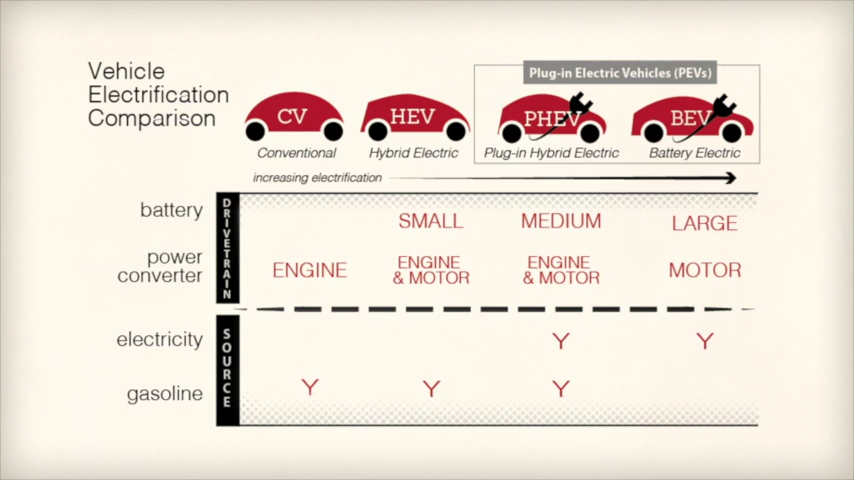 Vehicle
Electrification
Comparison
Plug-in Electric Vehicles (PEVs)
CV HEV PHEV BEV
Conventional Hybrid Electric Plug-in Hybrid Electric Battery Electric
increasing electrification
DRIVETRAIN
battery SMALL MEDIUM LARGE
power converter ENGINE ENGINE & MOTOR ENGINE & MOTOR MOTOR
SOURCE
electricity Y Y
gasoline Y Y Y